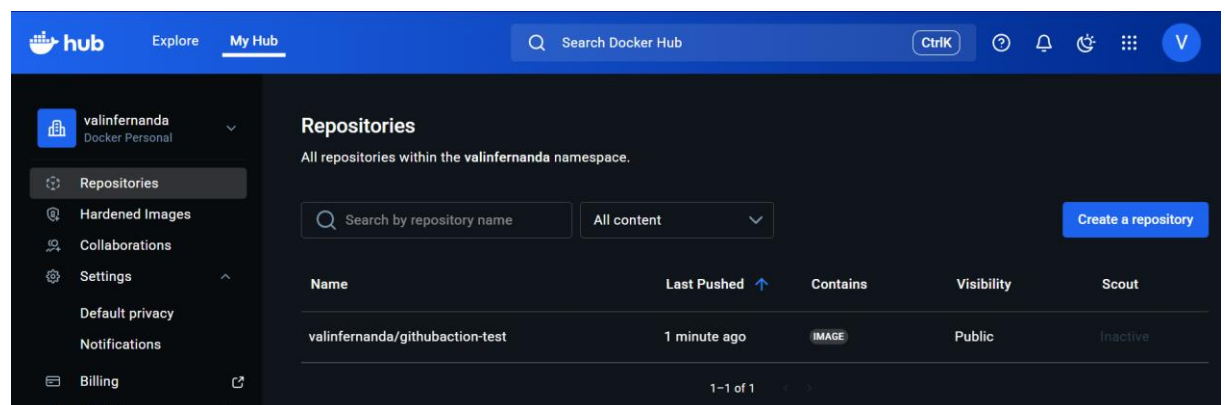 hub Explore My Hub Search Docker Hub CtrlK V
valinfernanda
Docker Personal
Repositories
Hardened Images
Collaborations
Settings
Default privacy
Notifications
Billing
Repositories
All repositories within the valinfernanda namespace.
Search by repository name All content Create a repository
Name Last Pushed Contains Visibility Scout
valinfernanda/githubaction-test 1 minute ago IMAGE Public Inactive
1–1 of 1